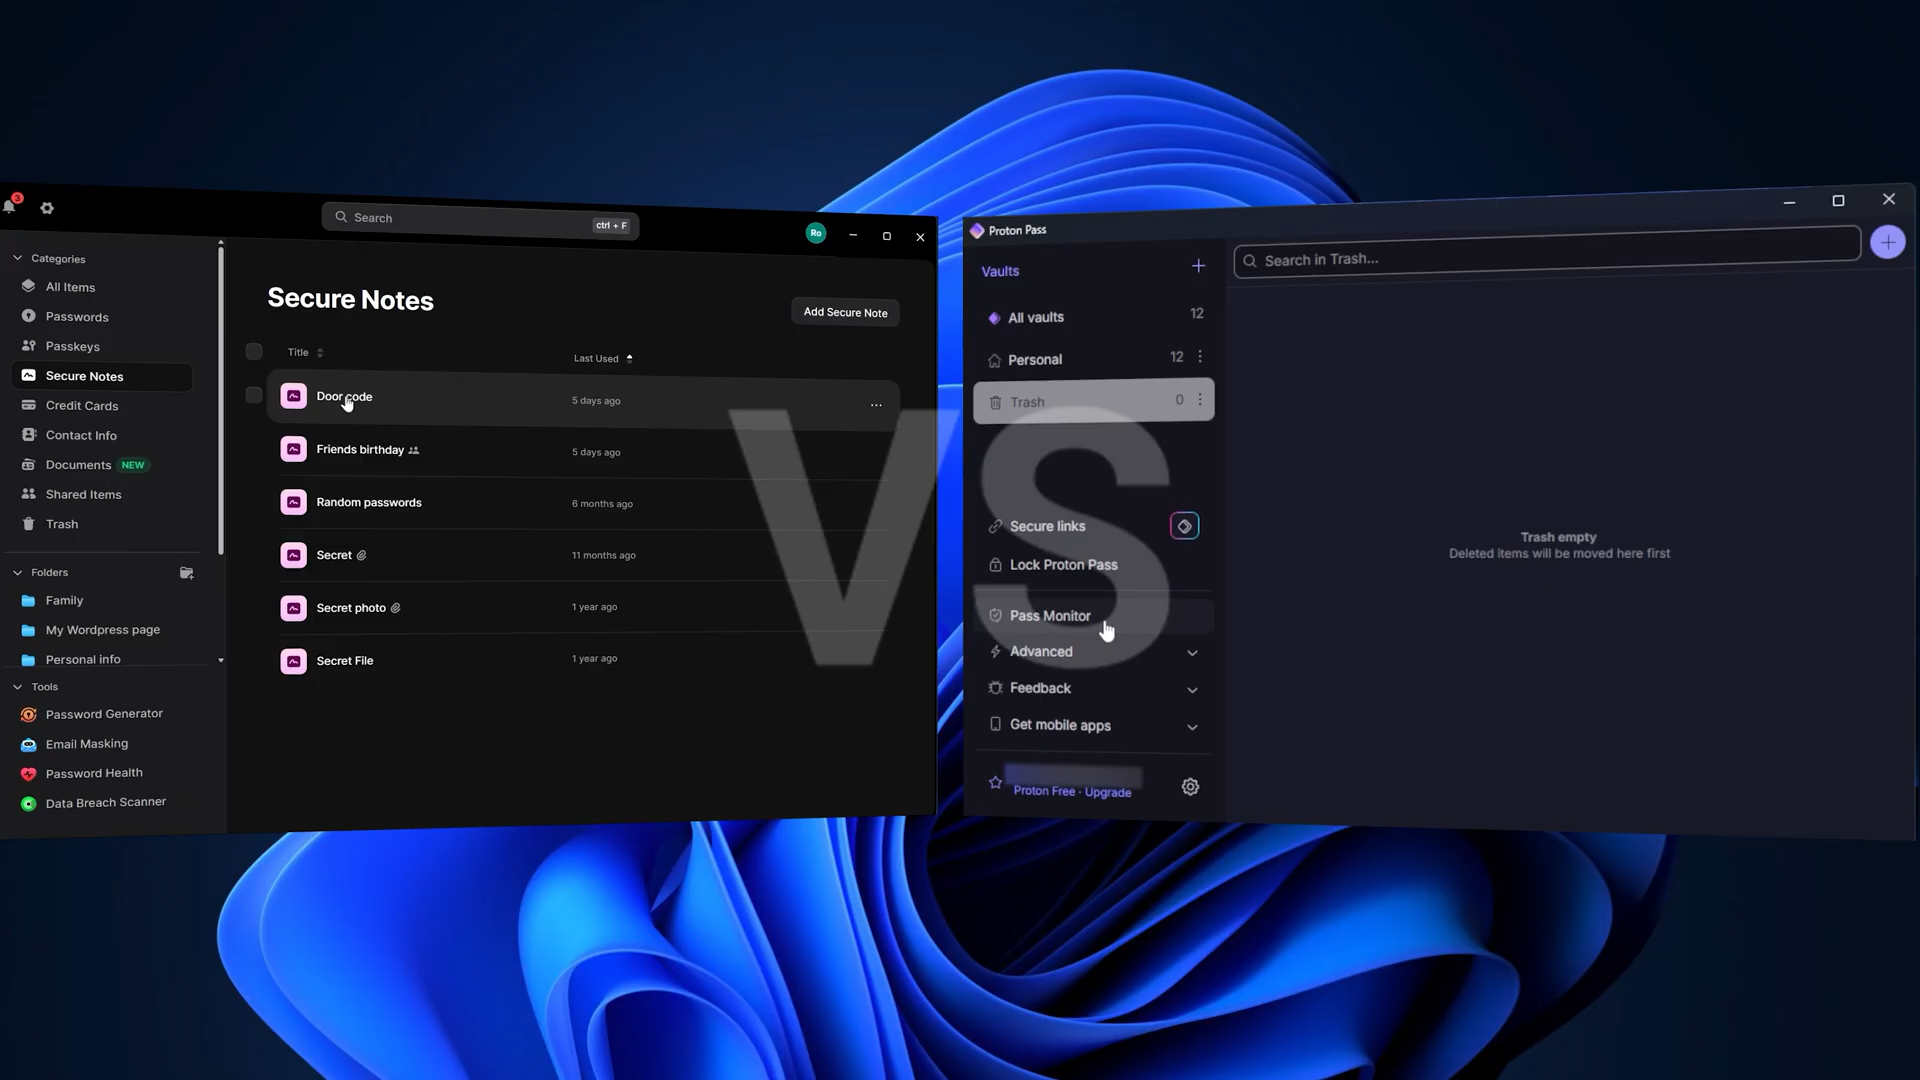 3
Search
ctrl + F
Ro
Categories
All Items
Passwords
Passkeys
Secure Notes
Credit Cards
Contact Info
Documents NEW
Shared Items
Trash
Folders
Family
My Wordpress page
Personal info
Tools
Password Generator
Email Masking
Password Health
Data Breach Scanner
Secure Notes
Add Secure Note
Title
Last Used
Door code
5 days ago
Friends birthday
5 days ago
Random passwords
6 months ago
Secret
11 months ago
Secret photo
1 year ago
Secret File
1 year ago
VS
Proton Pass
Vaults
All vaults 12
Personal 12
Trash 0
Secure links
Lock Proton Pass
Pass Monitor
Advanced
Feedback
Get mobile apps
Proton Free · Upgrade
Search in Trash...
Trash empty
Deleted items will be moved here first